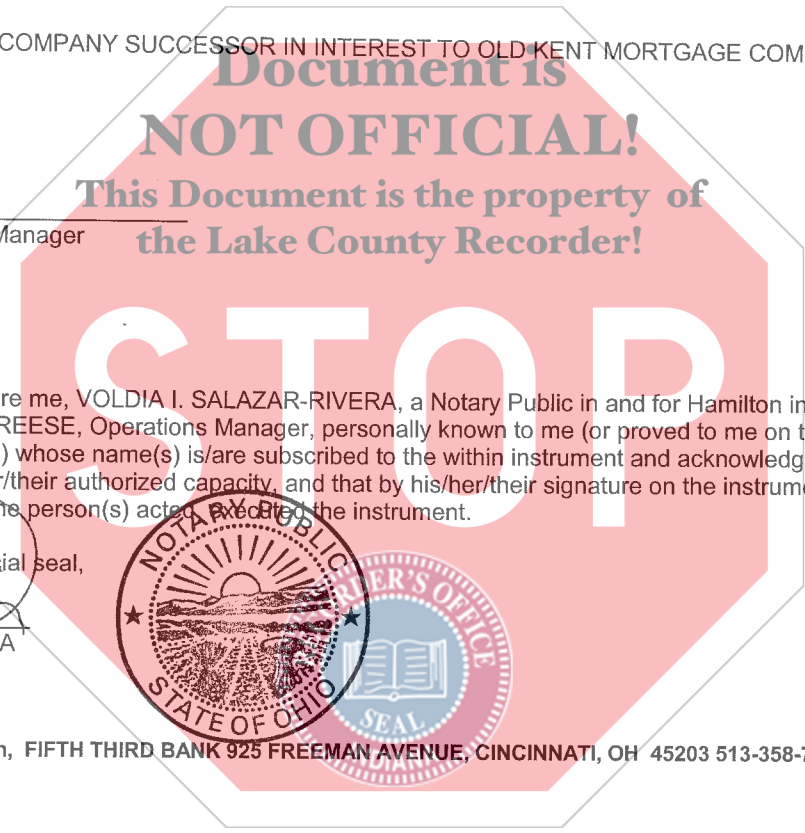 COMPANY SUCCESSOR IN INTEREST TO OLD KENT MORTGAGE COM
Document is
NOT OFFICIAL!
This Document is the property of
the Lake County Recorder!
Manager
STOP
re me, VOLDIA I. SALAZAR-RIVERA, a Notary Public in and for Hamilton in
REESE, Operations Manager, personally known to me (or proved to me on t
) whose name(s) is/are subscribed to the within instrument and acknowledg
r/their authorized capacity, and that by his/her/their signature on the instrume
ne person(s) acted, executed the instrument.
ial seal,
A
NOTARY PUBLIC
STATE OF OHIO
RDER'S OFFICE
SEAL
NDIANA
n, FIFTH THIRD BANK 925 FREEMAN AVENUE, CINCINNATI, OH 45203 513-358-7